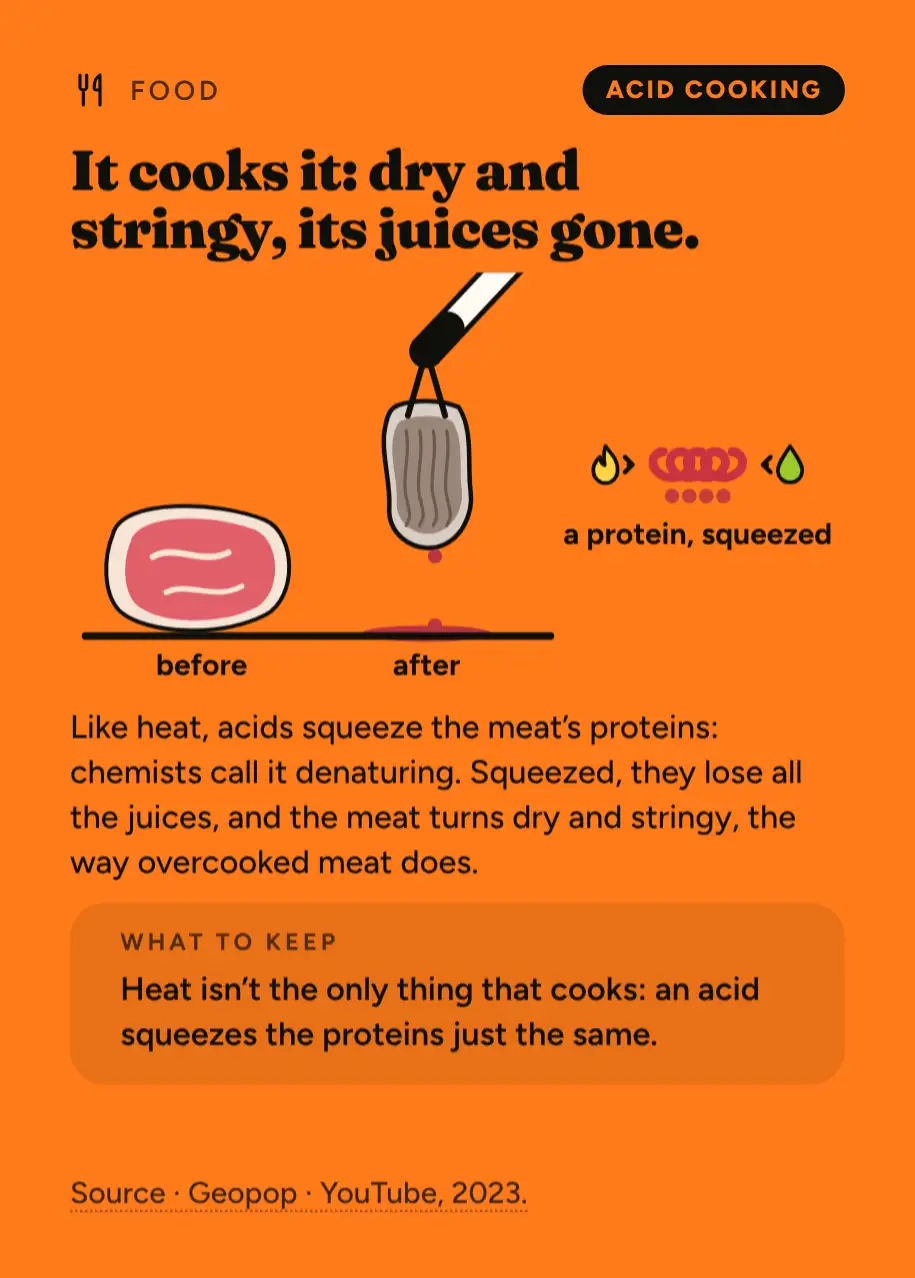 FOOD
ACID COOKING
It cooks it: dry and
stringy, its juices gone.
a protein, squeezed
before
after
Like heat, acids squeeze the meat’s proteins:
chemists call it denaturing. Squeezed, they lose all
the juices, and the meat turns dry and stringy, the
way overcooked meat does.
WHAT TO KEEP
Heat isn’t the only thing that cooks: an acid
squeezes the proteins just the same.
Source · Geopop · YouTube, 2023.